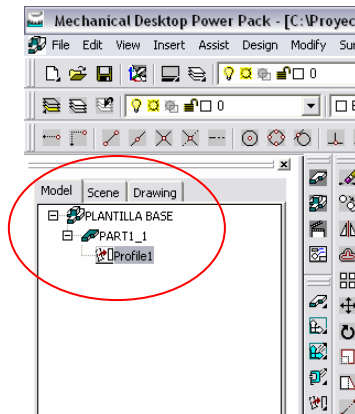 Mechanical Desktop Power Pack - [C:\Proyec
File Edit View Insert Assist Design Modify Su
0
0
Model Scene Drawing
PLANTILLA BASE
PART1_1
Profile1